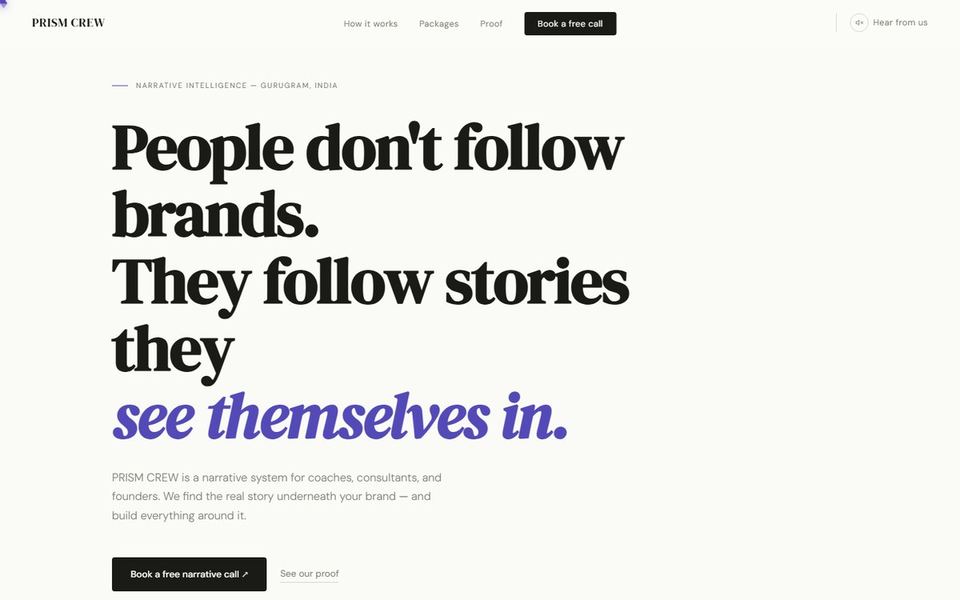 PRISM CREW
How it works
Packages
Proof
Book a free call
Hear from us
NARRATIVE INTELLIGENCE — GURUGRAM, INDIA
People don't follow
brands.
They follow stories
they
see themselves in.
PRISM CREW is a narrative system for coaches, consultants, and
founders. We find the real story underneath your brand — and
build everything around it.
Book a free narrative call ↗
See our proof